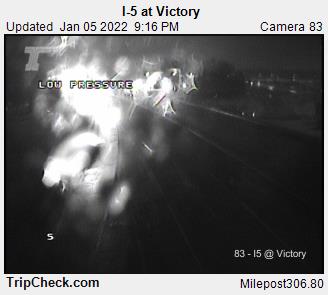 I-5 at Victory
Updated Jan 05 2022 9:16 PM Camera 83
LOW PRESSURE
S
83 - I5 @ Victory
TripCheck.com Milepost306.80